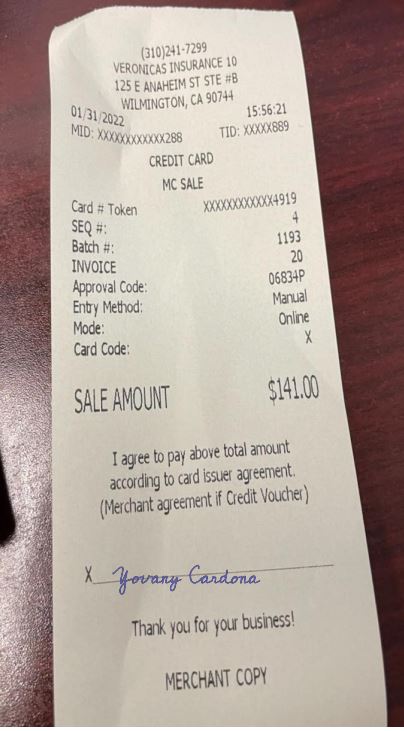 (310)241-7299
VERONICAS INSURANCE 10
125 E ANAHEIM ST STE #B
WILMINGTON, CA 90744
01/31/2022 15:56:21
MID: XXXXXXXXXXXX288 TID: XXXXX889
CREDIT CARD
MC SALE
Card # Token XXXXXXXXXXXX4919
SEQ #: 4
Batch #: 1193
INVOICE 20
Approval Code: 06834P
Entry Method: Manual
Mode: Online
Card Code: X
SALE AMOUNT $141.00
I agree to pay above total amount
according to card issuer agreement.
(Merchant agreement if Credit Voucher)
X Yovany Cardona
Thank you for your business!
MERCHANT COPY